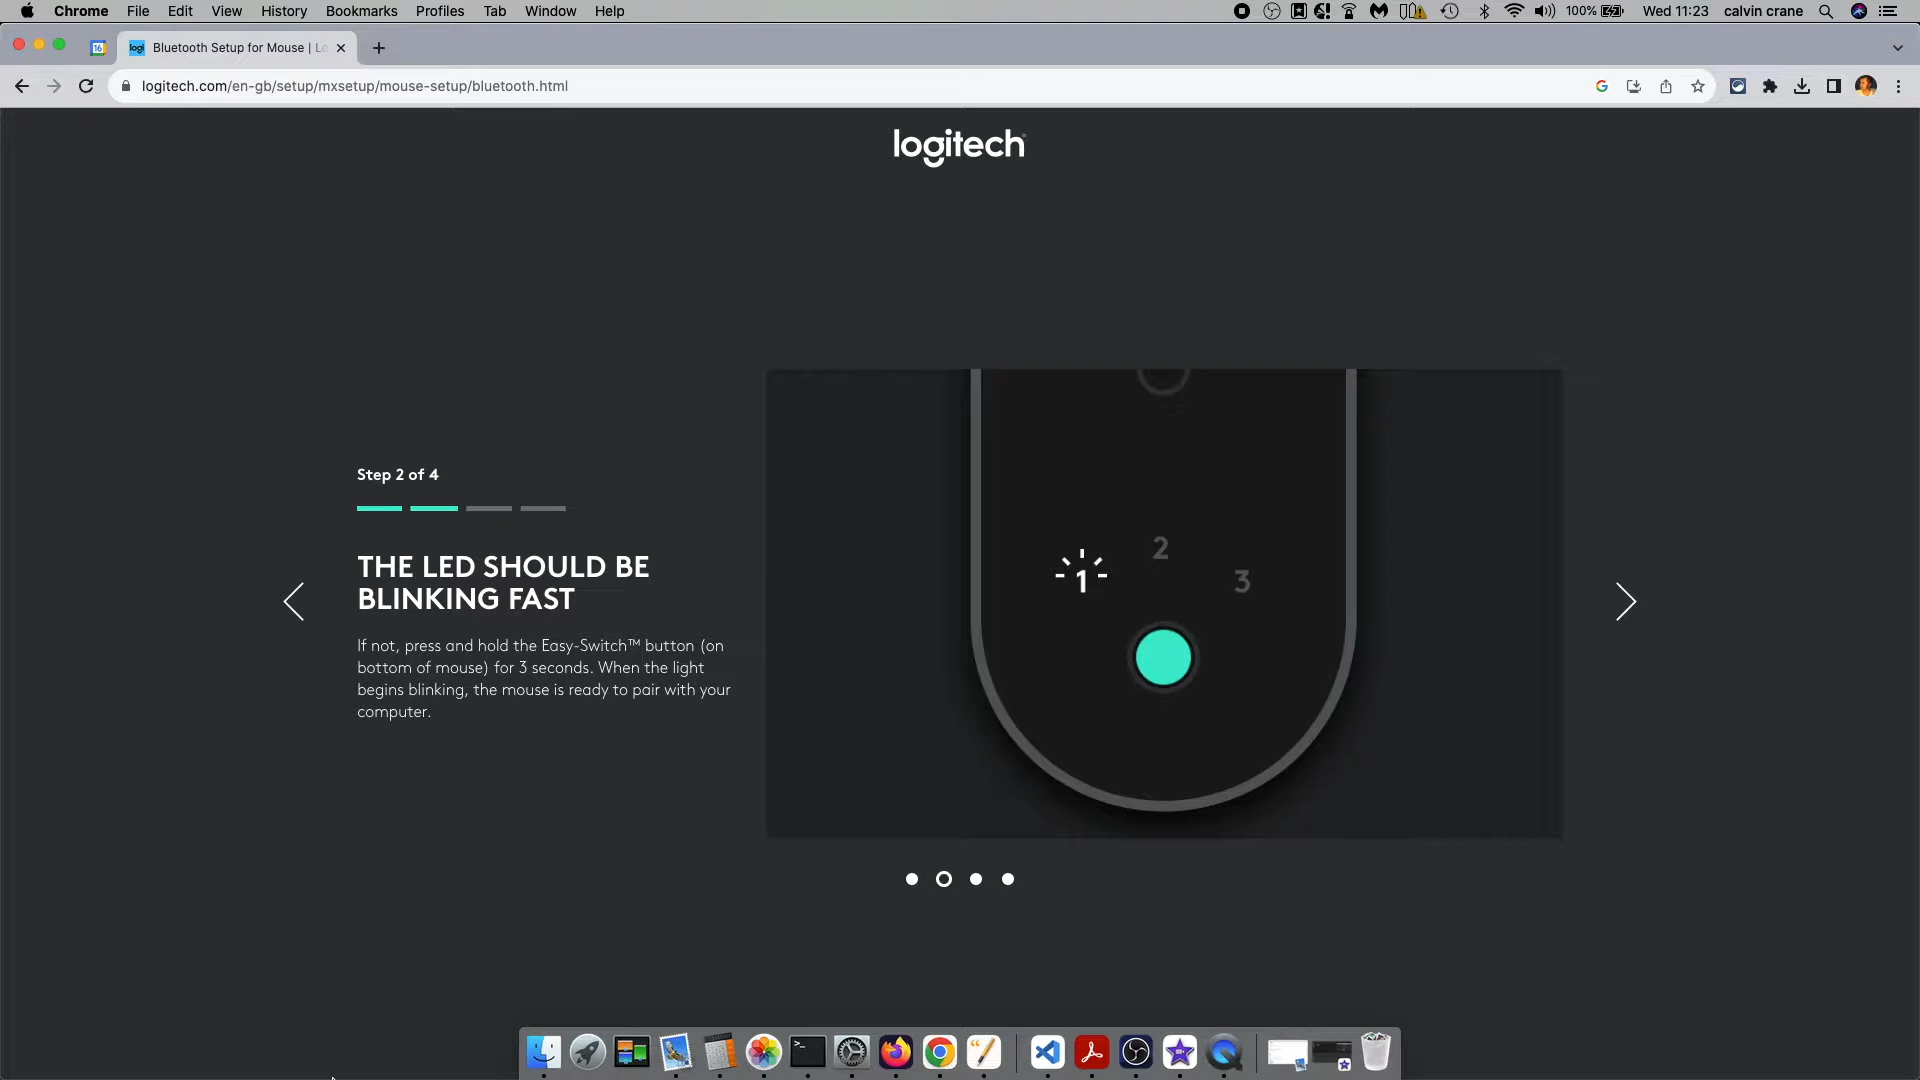 Chrome File Edit View History Bookmarks Profiles Tab Window Help 100% Wed 11:23 calvin crane
16 logi Bluetooth Setup for Mouse | Lo
logitech.com/en-gb/setup/mxsetup/mouse-setup/bluetooth.html
logitech
Step 2 of 4
THE LED SHOULD BE
BLINKING FAST
If not, press and hold the Easy-Switch™ button (on
bottom of mouse) for 3 seconds. When the light
begins blinking, the mouse is ready to pair with your
computer.
2
1
3